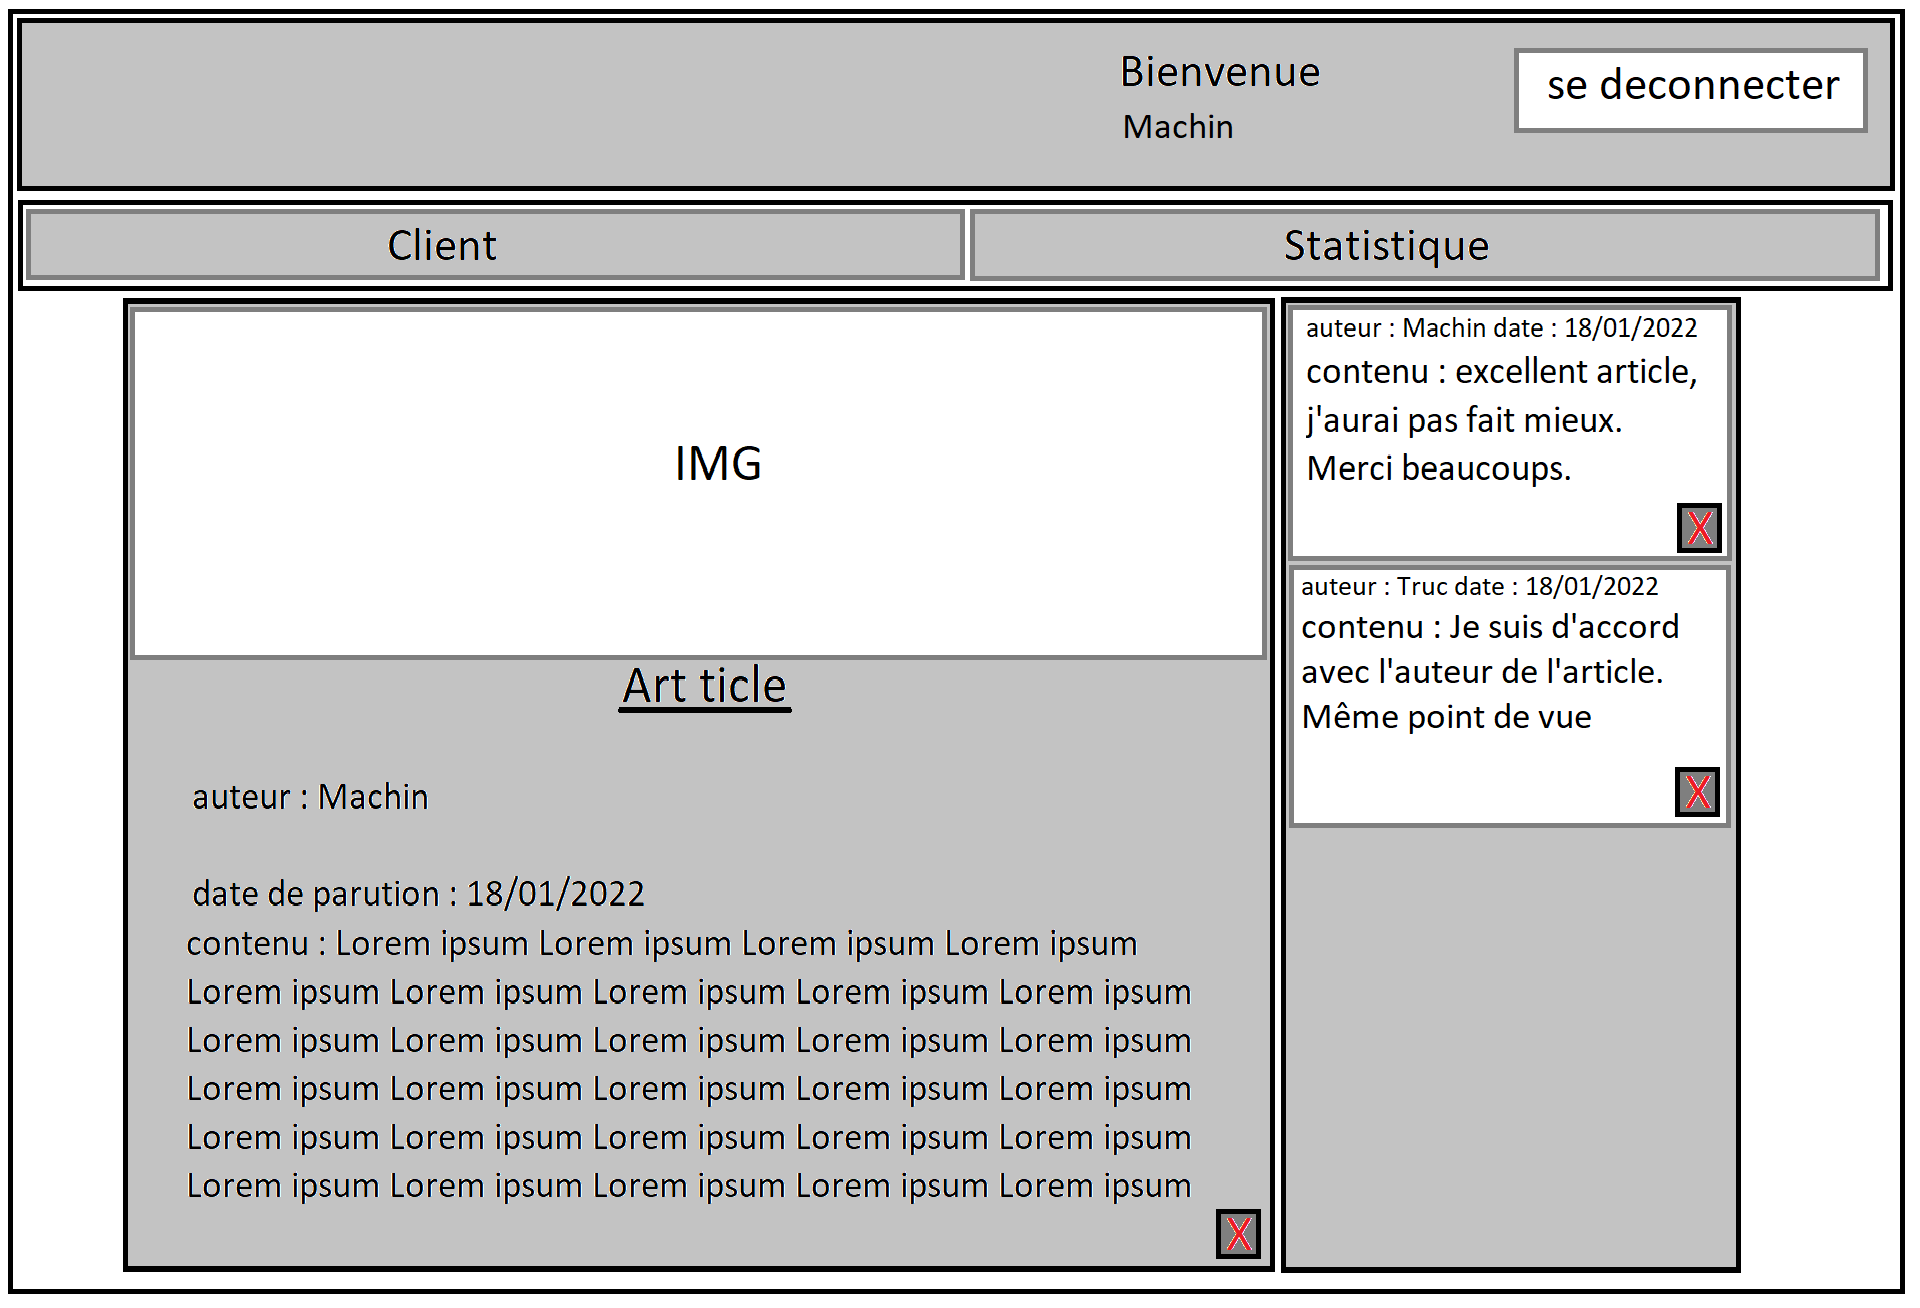 Bienvenue
Machin
se deconnecter
Client
Statistique
IMG
Art ticle
auteur : Machin
date de parution : 18/01/2022
contenu : Lorem ipsum Lorem ipsum Lorem ipsum Lorem ipsum
Lorem ipsum Lorem ipsum Lorem ipsum Lorem ipsum Lorem ipsum
Lorem ipsum Lorem ipsum Lorem ipsum Lorem ipsum Lorem ipsum
Lorem ipsum Lorem ipsum Lorem ipsum Lorem ipsum Lorem ipsum
Lorem ipsum Lorem ipsum Lorem ipsum Lorem ipsum Lorem ipsum
Lorem ipsum Lorem ipsum Lorem ipsum Lorem ipsum Lorem ipsum
X
auteur : Machin date : 18/01/2022
contenu : excellent article,
j'aurai pas fait mieux.
Merci beaucoups.
X
auteur : Truc date : 18/01/2022
contenu : Je suis d'accord
avec l'auteur de l'article.
Même point de vue
X